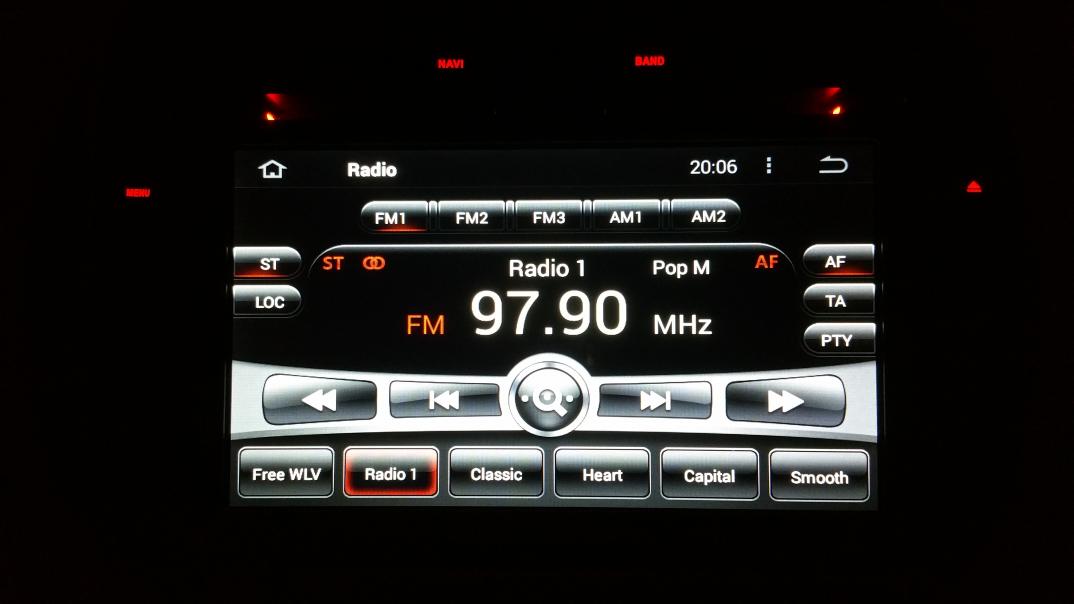 NAVI BAND
MENU
Radio 20:06
FM1 FM2 FM3 AM1 AM2
ST ST Radio 1 Pop M AF AF
LOC TA
FM 97.90 MHz
PTY
Free WLV Radio 1 Classic Heart Capital Smooth